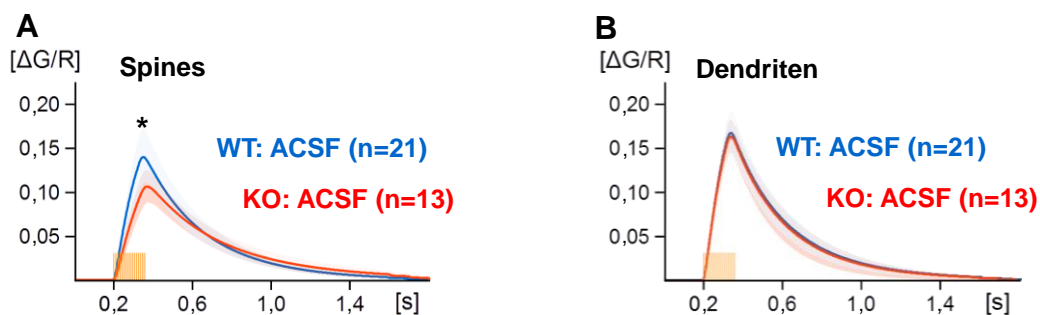 A
[ΔG/R]
Spines
0,20
*
0,15
WT: ACSF (n=21)
0,10
KO: ACSF (n=13)
0,05
0,2 0,6 1,0 1,4 [s]
B
[ΔG/R]
Dendriten
0,20
0,15
WT: ACSF (n=21)
0,10
KO: ACSF (n=13)
0,05
0,2 0,6 1,0 1,4 [s]